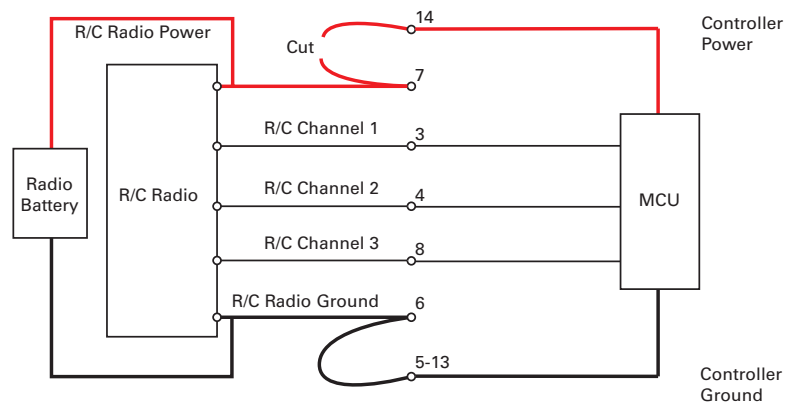 14
Controller
Power
R/C Radio Power
Cut
7
R/C Channel 1
3
Radio
Battery
R/C Radio
R/C Channel 2
4
MCU
R/C Channel 3
8
R/C Radio Ground
6
5-13
Controller
Ground